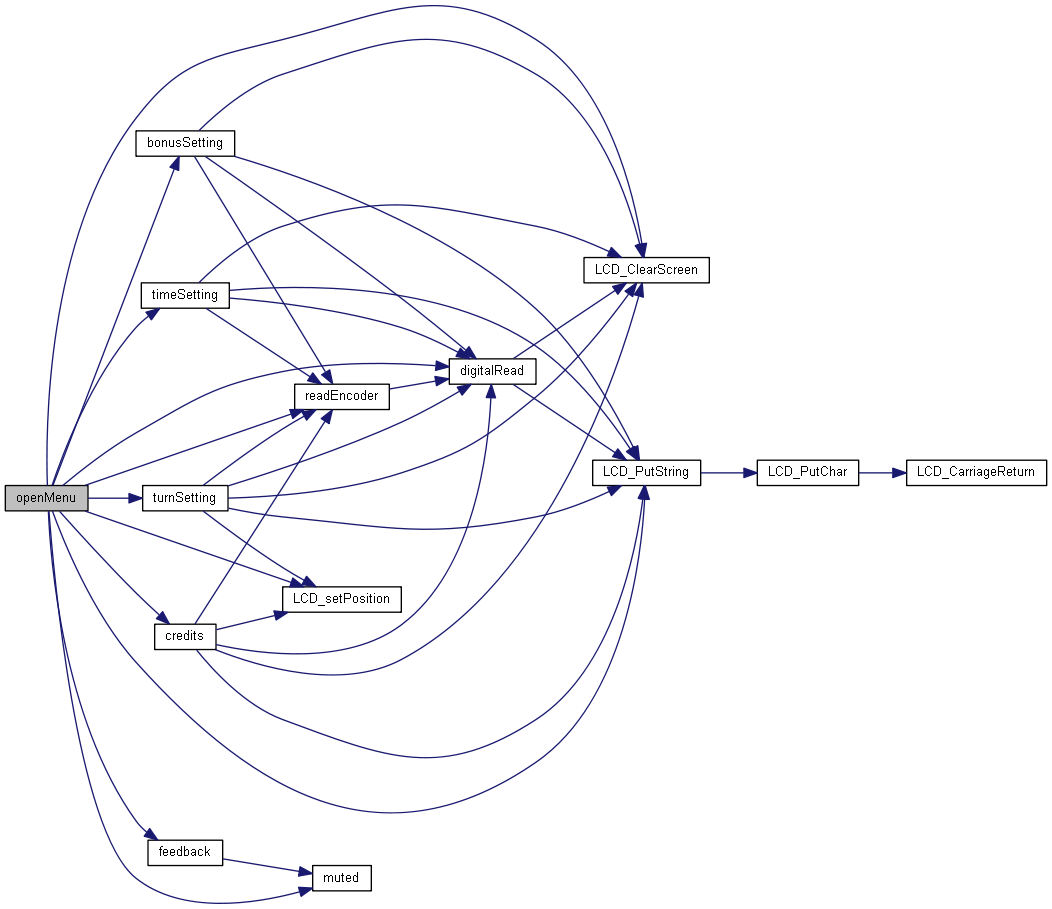 bonusSetting
LCD_ClearScreen
timeSetting
digitalRead
readEncoder
LCD_PutString
LCD_PutChar
LCD_CarriageReturn
openMenu
turnSetting
LCD_setPosition
credits
feedback
muted